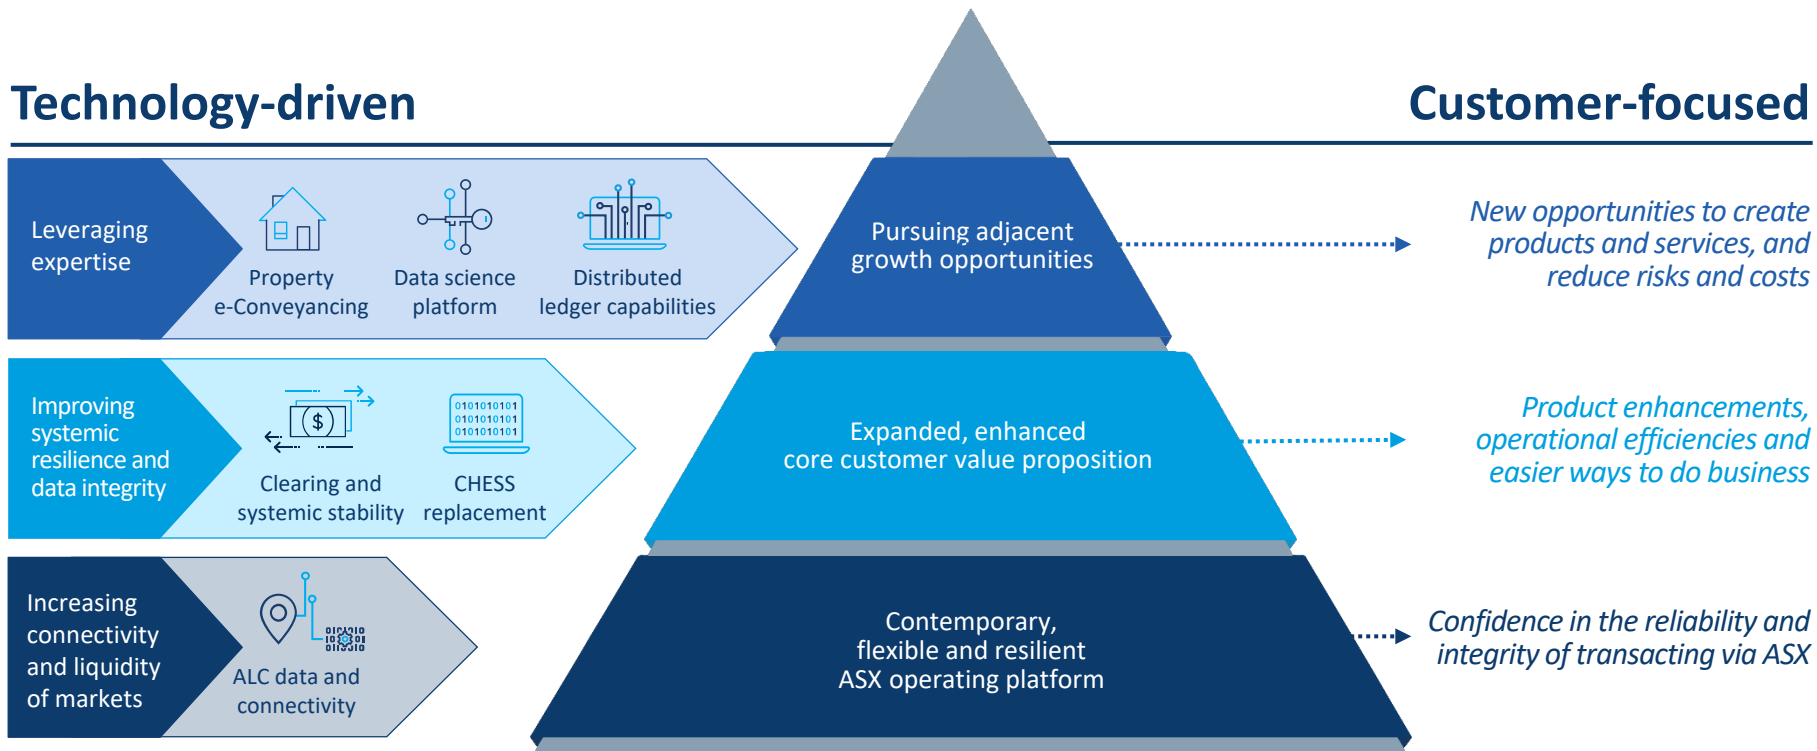 Technology-driven
Customer-focused
Leveraging
expertise
Property
e-Conveyancing
Data science
platform
Distributed
ledger capabilities
Pursuing adjacent
growth opportunities
New opportunities to create
products and services, and
reduce risks and costs
Improving
systemic
resilience and
data integrity
$
0101010101
0101010101
0101010101
Clearing and
systemic stability
CHESS
replacement
Expanded, enhanced
core customer value proposition
Product enhancements,
operational efficiencies and
easier ways to do business
Increasing
connectivity
and liquidity
of markets
ALC data and
connectivity
Contemporary,
flexible and resilient
ASX operating platform
Confidence in the reliability and
integrity of transacting via ASX